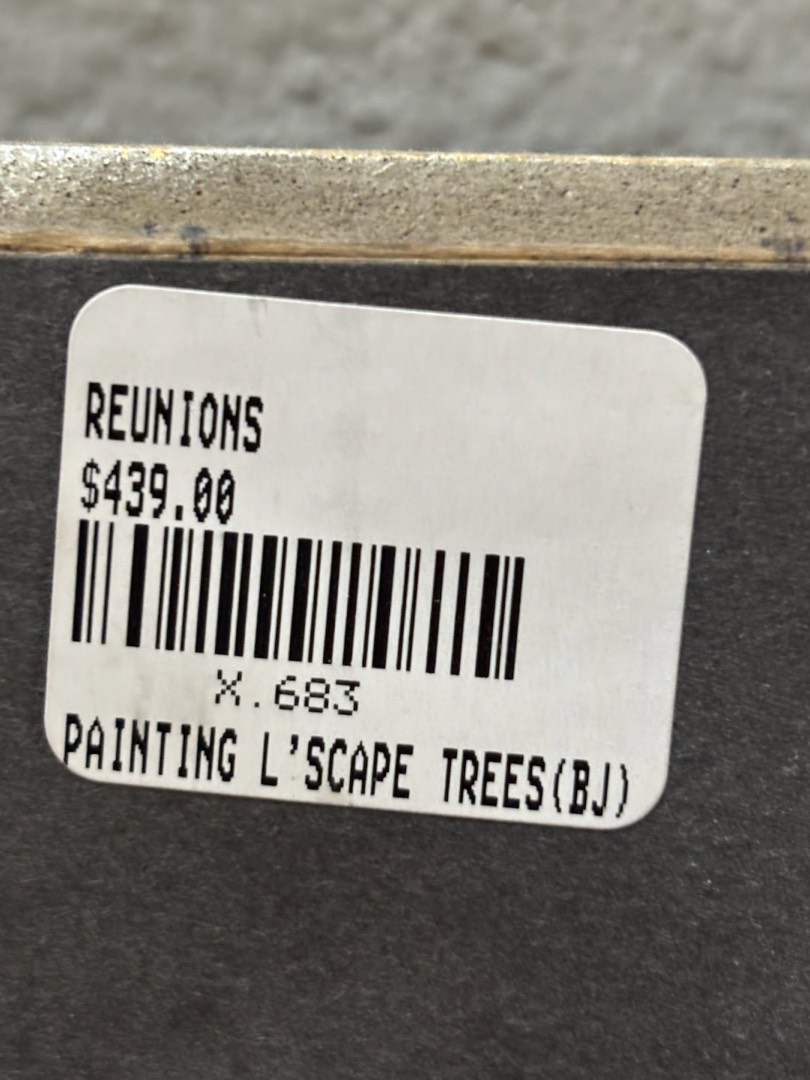 REUNIONS
$439.00
X.683
PAINTING L'SCAPE TREES(BJ)